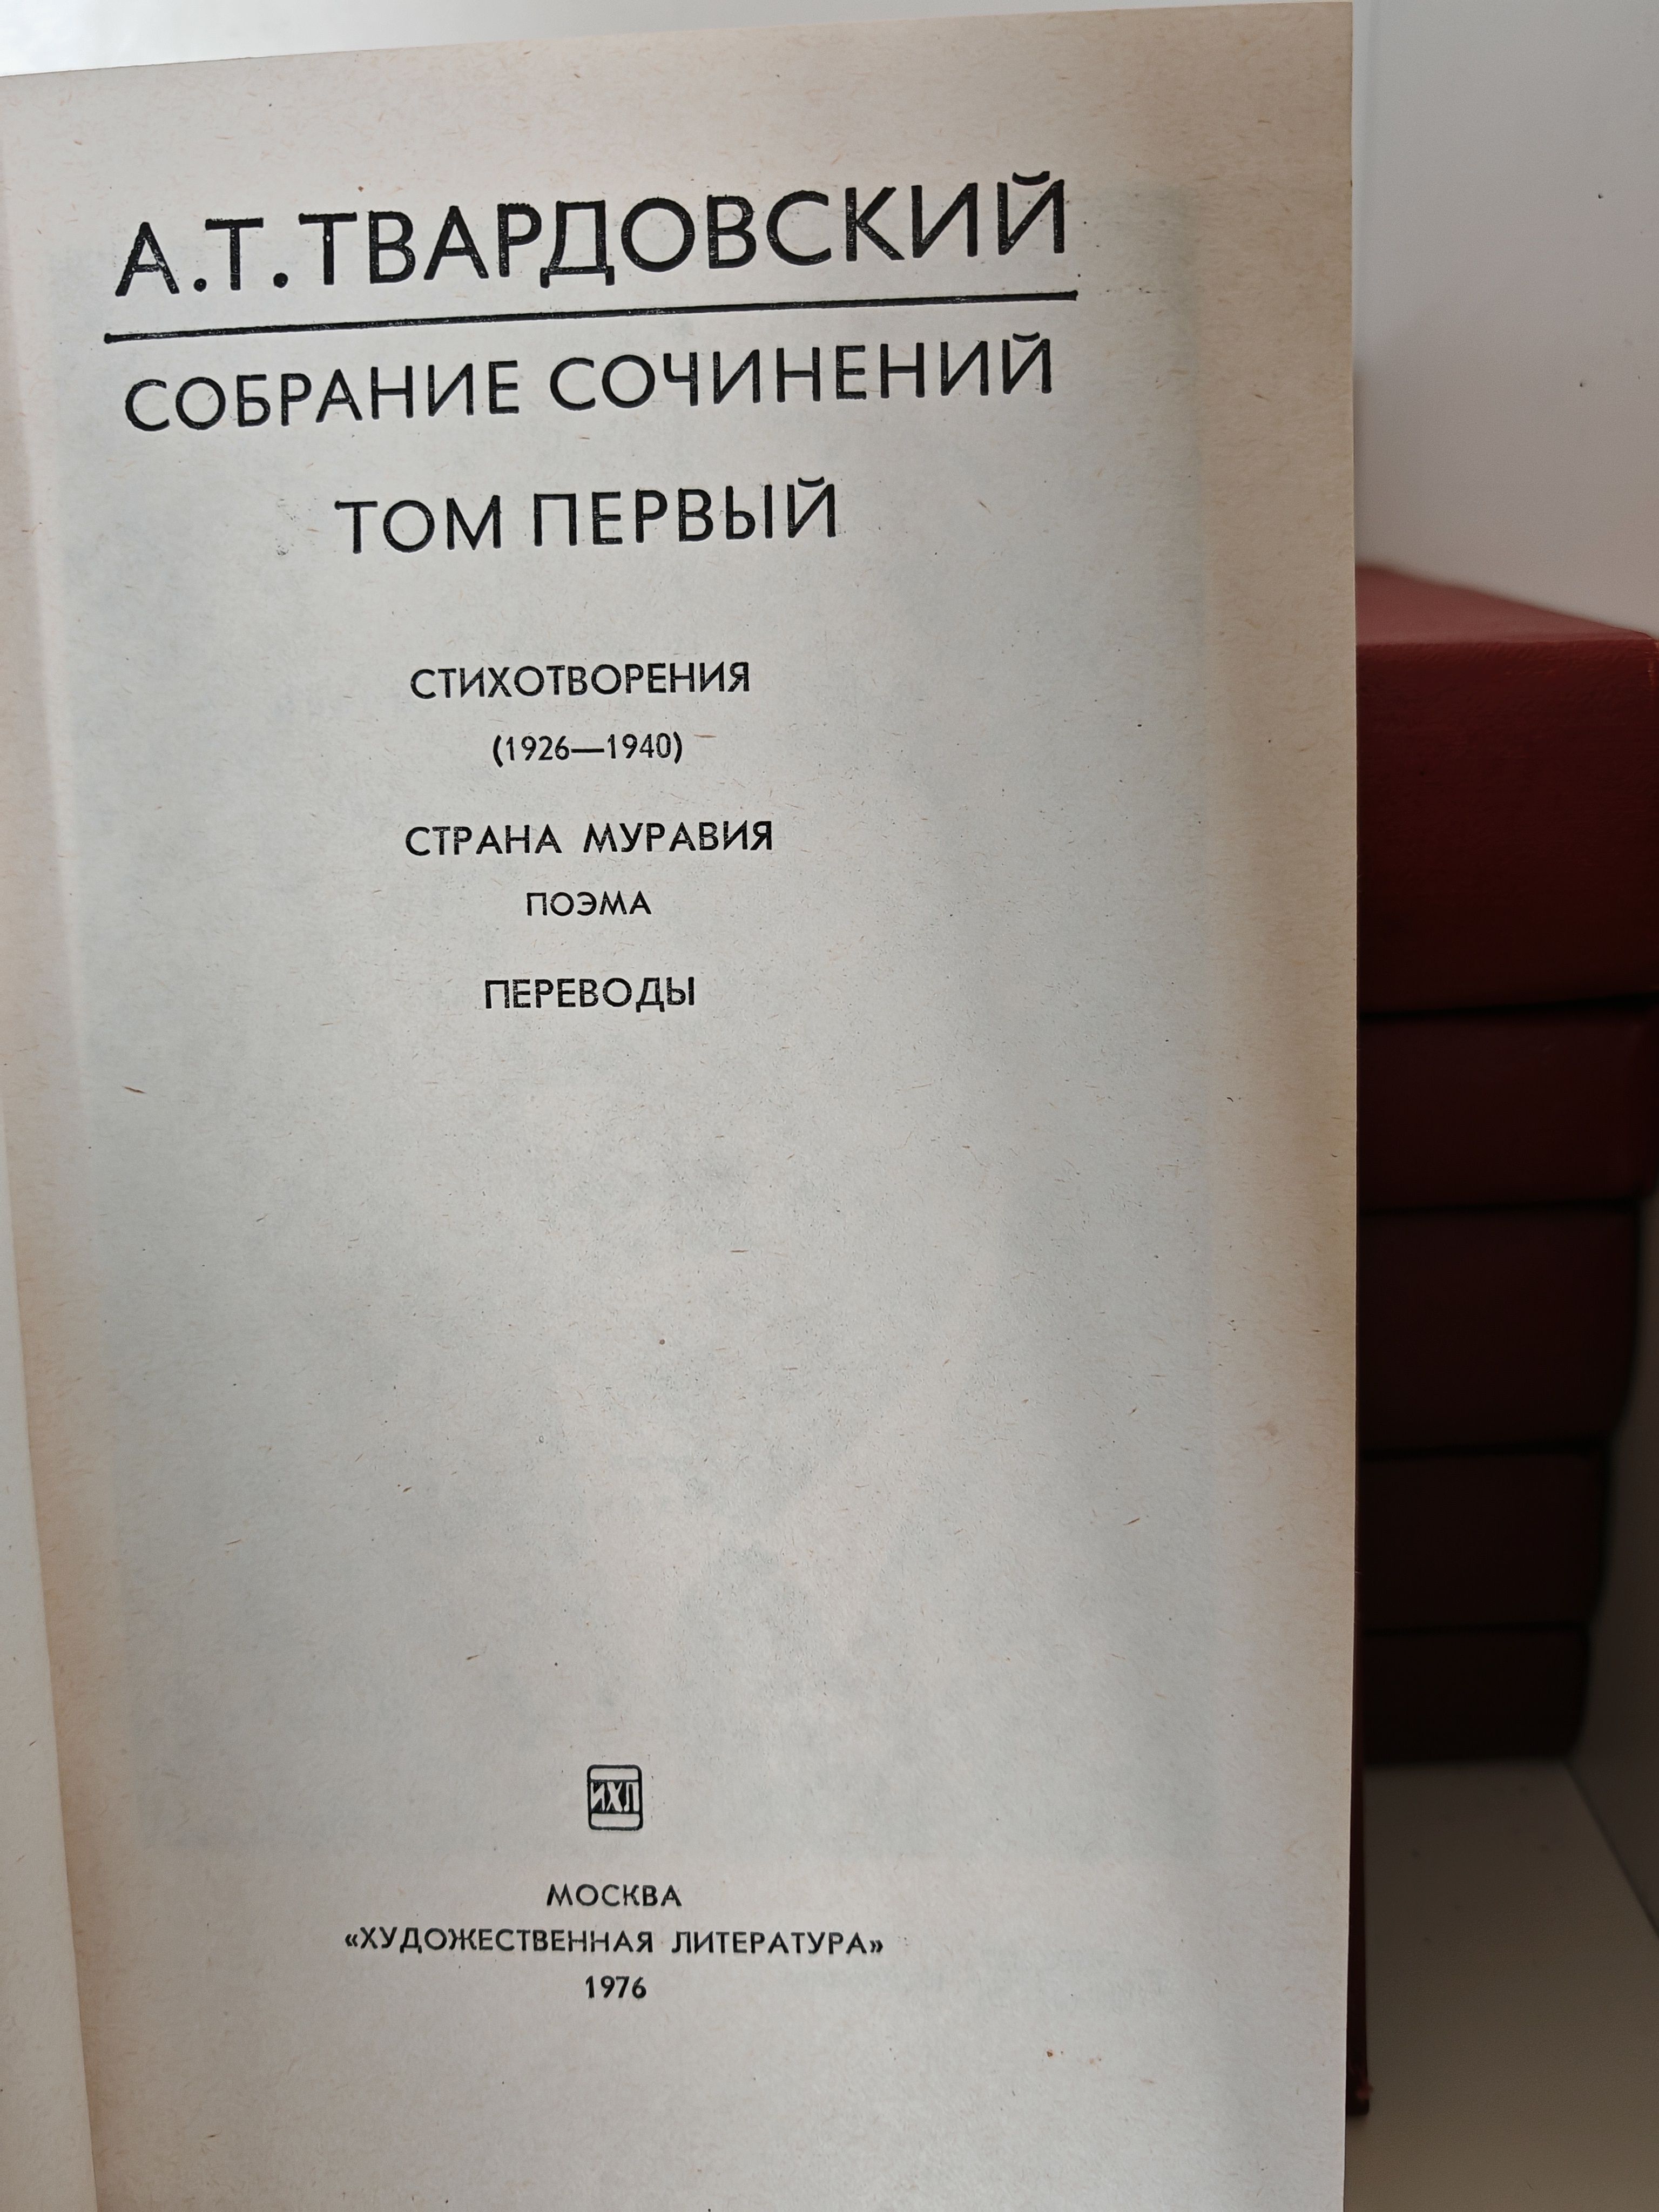 А.Т.ТВАРДОВСКИЙ
СОБРАНИЕ СОЧИНЕНИЙ
ТОМ ПЕРВЫЙ
СТИХОТВОРЕНИЯ
(1926—1940)
СТРАНА МУРАВИЯ
ПОЭМА
ПЕРЕВОДЫ
ИХЛ
МОСКВА
«ХУДОЖЕСТВЕННАЯ ЛИТЕРАТУРА»
1976